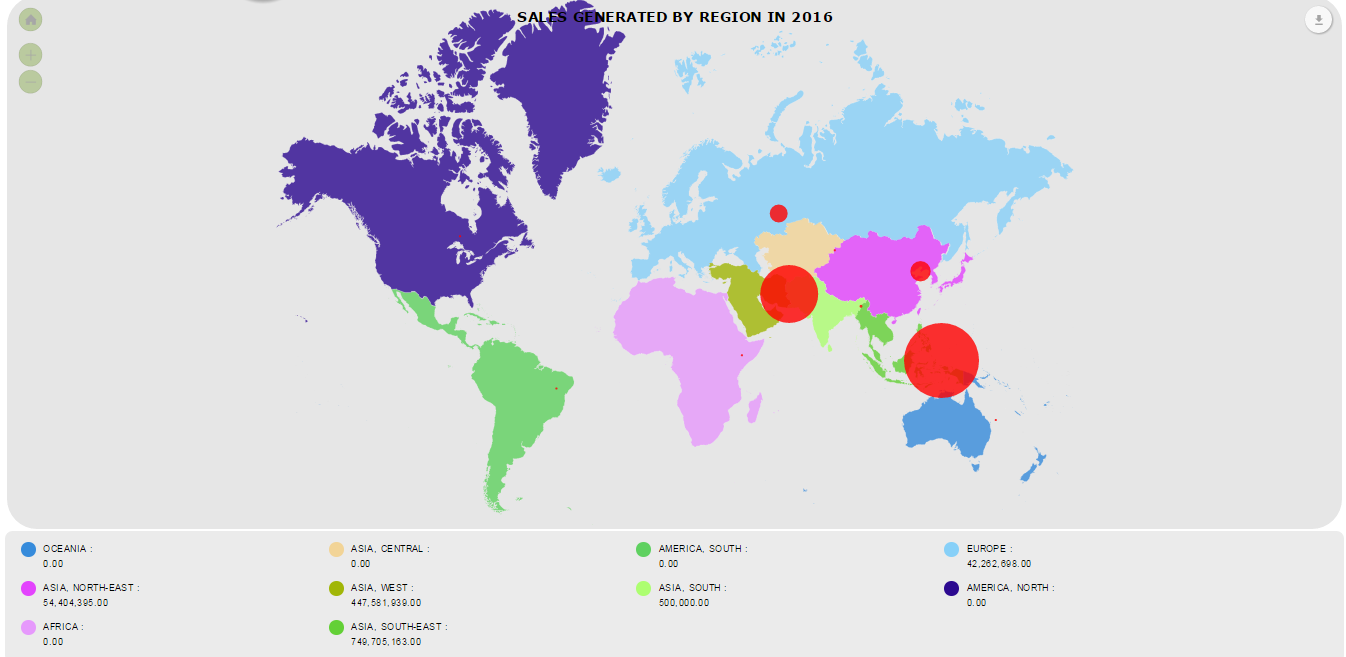 SALES GENERATED BY REGION IN 2016
OCEANIA :
0.00
ASIA, CENTRAL :
0.00
AMERICA, SOUTH :
0.00
EUROPE :
42,262,698.00
ASIA, NORTH-EAST :
54,404,395.00
ASIA, WEST :
447,581,939.00
ASIA, SOUTH :
500,000.00
AMERICA, NORTH :
0.00
AFRICA :
0.00
ASIA, SOUTH-EAST :
749,705,163.00